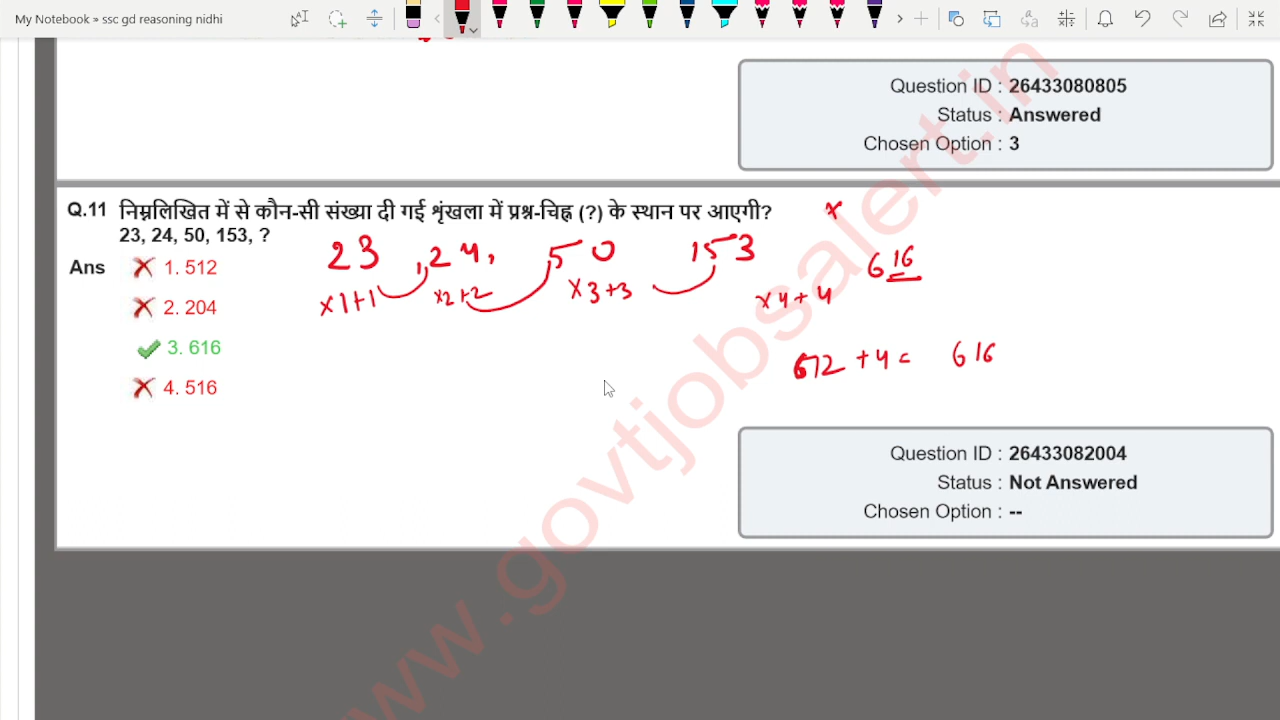 My Notebook » ssc gd reasoning nidhi
Question ID : 26433080805
Status : Answered
Chosen Option : 3
Q.11 निम्नलिखित में से कौन-सी संख्या दी गई शृंखला में प्रश्न-चिह्न (?) के स्थान पर आएगी?
23, 24, 50, 153, ?
23 , 24, 50 153
616
×1+1 ×2+2 ×3+3 ×4+4
612 +4= 616
Ans 1. 512
2. 204
3. 616
4. 516
Question ID : 26433082004
Status : Not Answered
Chosen Option : --
www.govtjobsalert.in